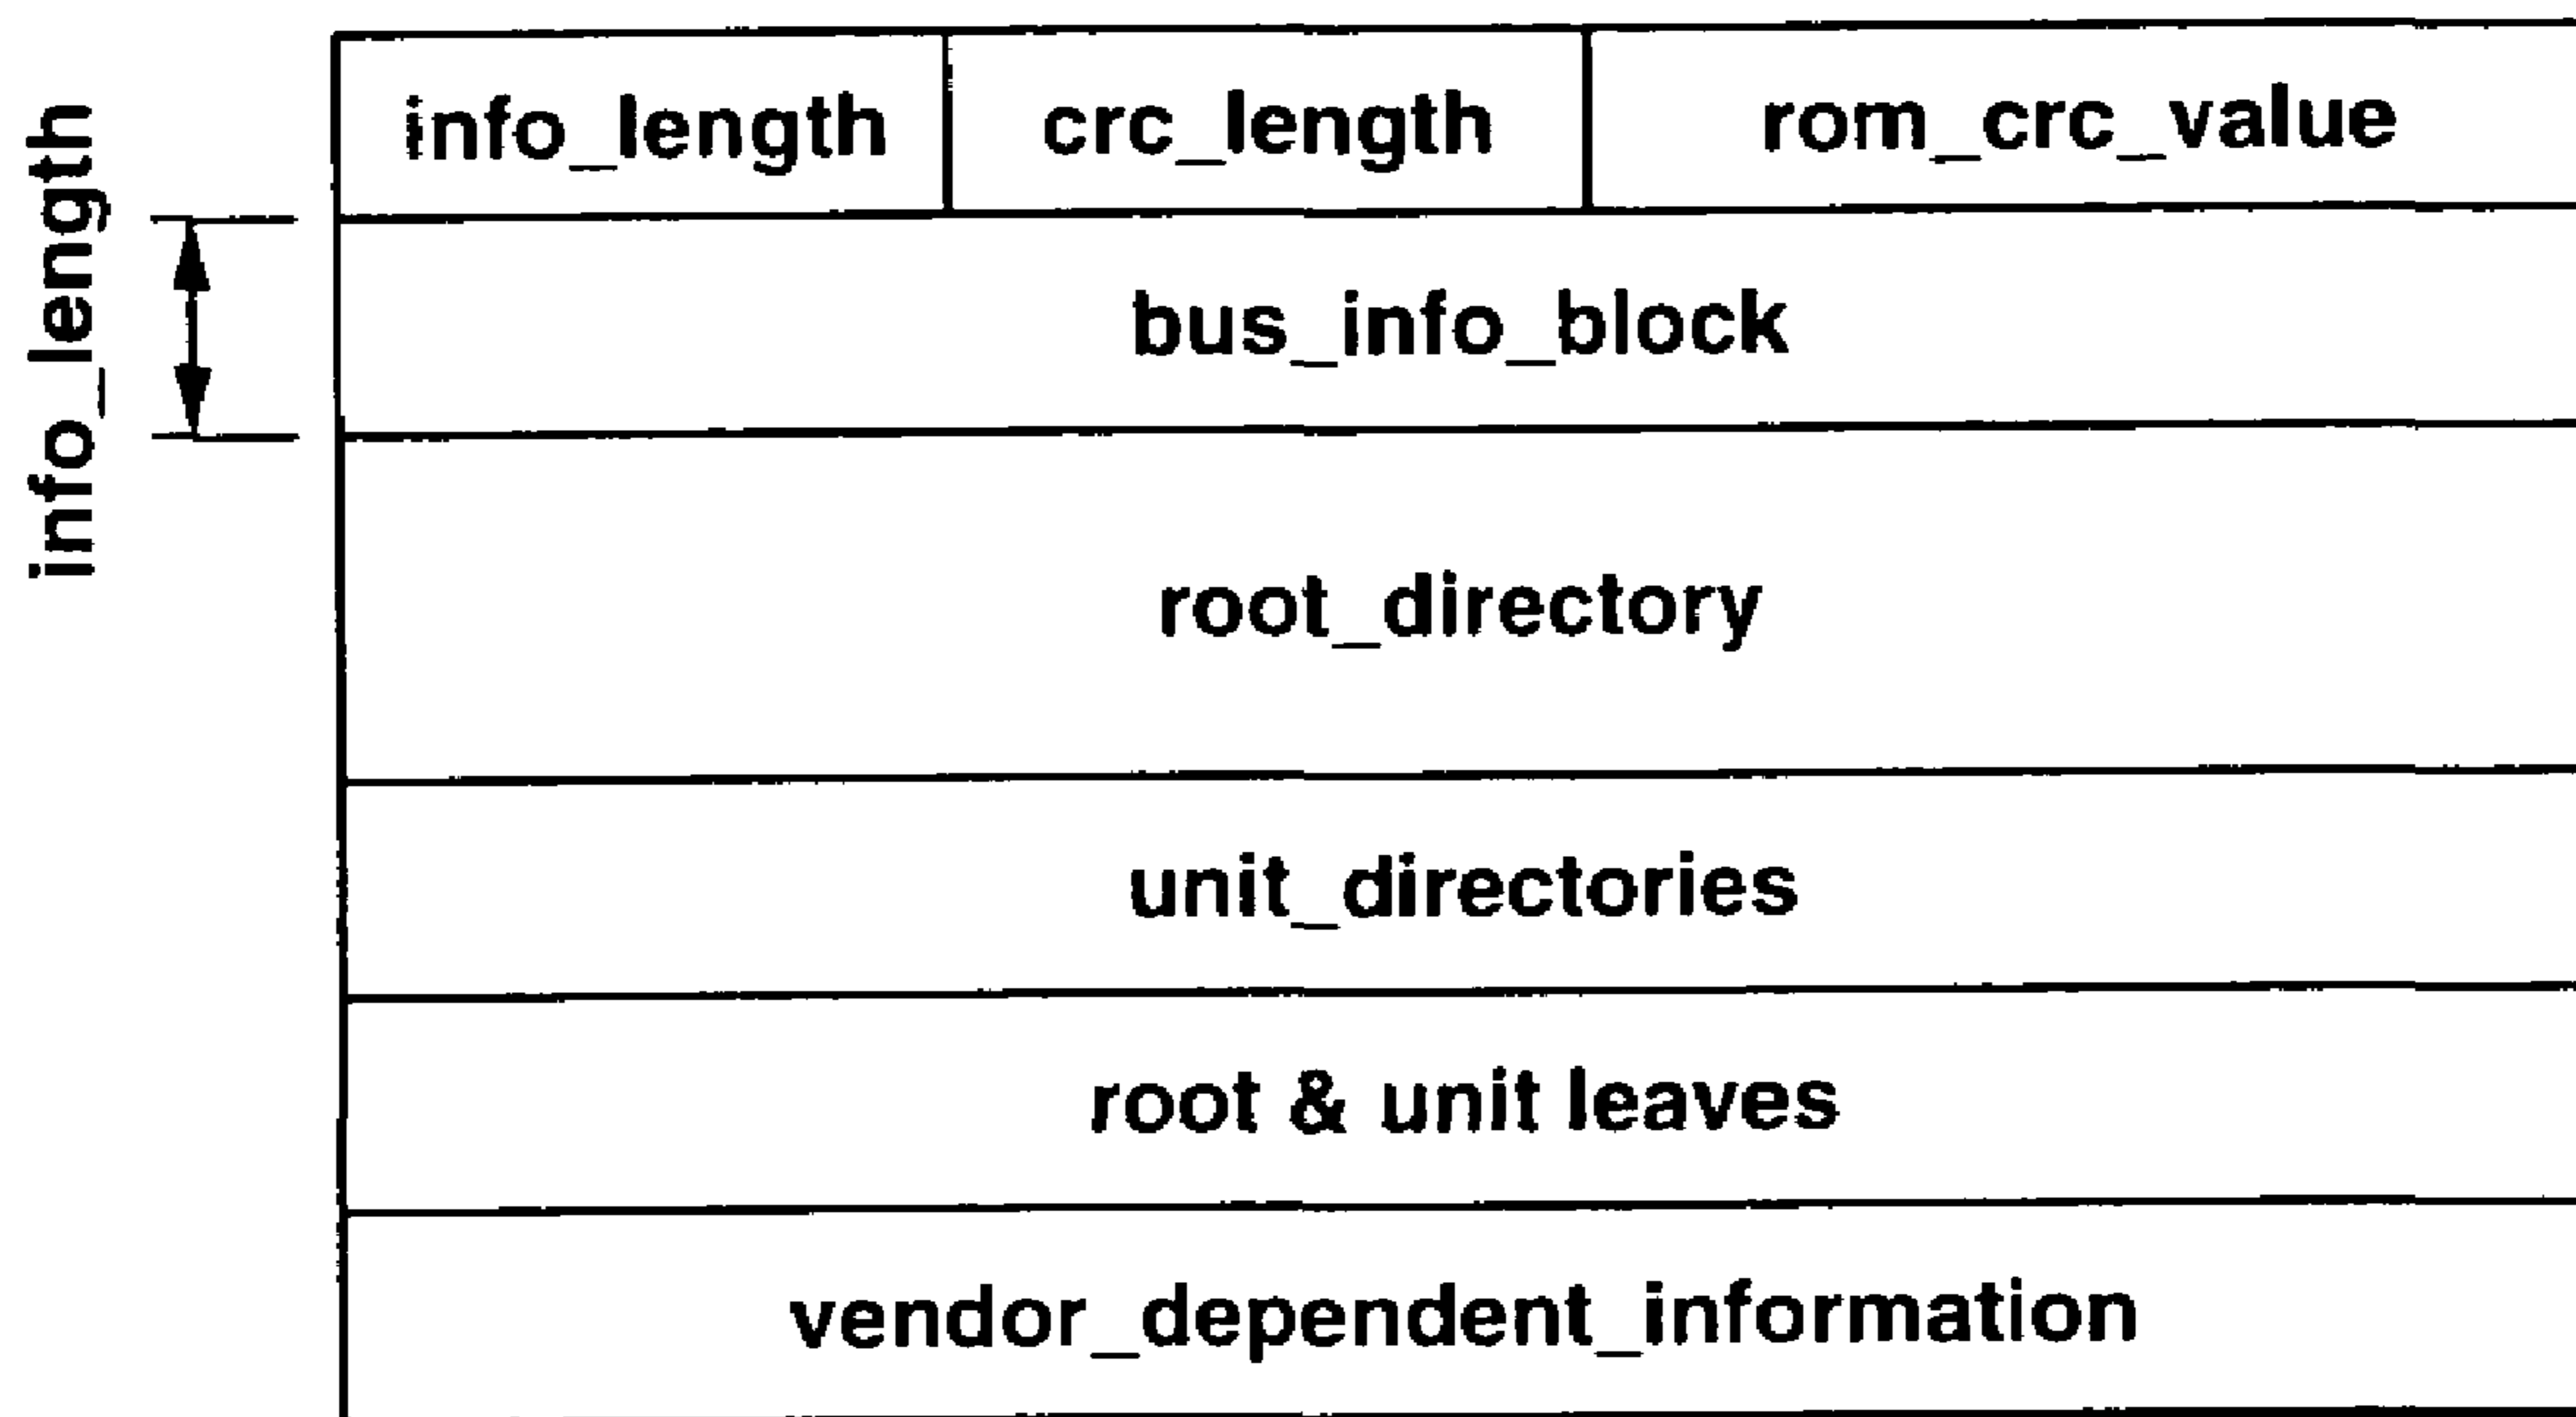 info_length crc_length rom_crc_value
info_length
bus_info_block
root_directory
unit_directories
root & unit leaves
vendor_dependent_information